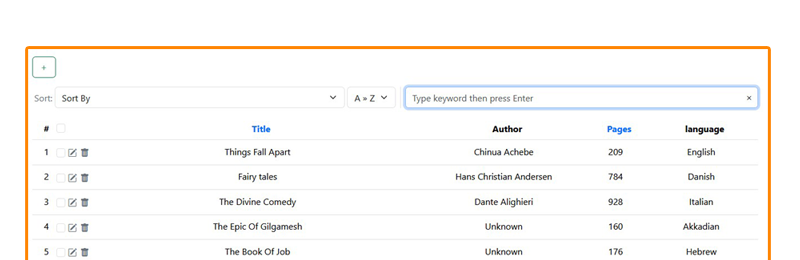 +
Sort: Sort By A » Z Type keyword then press Enter ×
# Title Author Pages language
1 Things Fall Apart Chinua Achebe 209 English
2 Fairy tales Hans Christian Andersen 784 Danish
3 The Divine Comedy Dante Alighieri 928 Italian
4 The Epic Of Gilgamesh Unknown 160 Akkadian
5 The Book Of Job Unknown 176 Hebrew